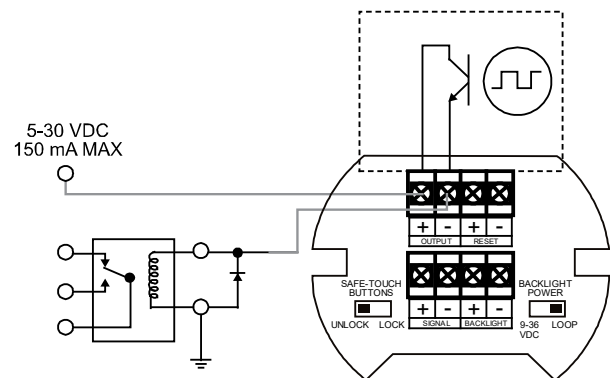 5-30 VDC
150 mA MAX
+ - + -
OUTPUT RESET
SAFE-TOUCH
BUTTONS
UNLOCK LOCK
+ - + -
SIGNAL BACKLIGHT
BACKLIGHT
POWER
9-36
VDC
LOOP